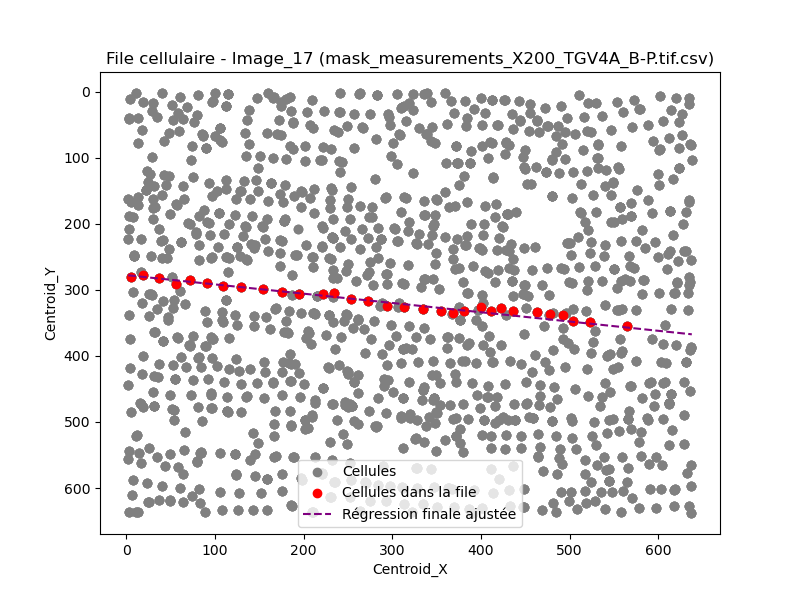 File cellulaire - Image_17 (mask_measurements_X200_TGV4A_B-P.tif.csv)
Centroid_Y
0
100
200
300
400
500
600
Cellules
Cellules dans la file
Régression finale ajustée
0 100 200 300 400 500 600
Centroid_X